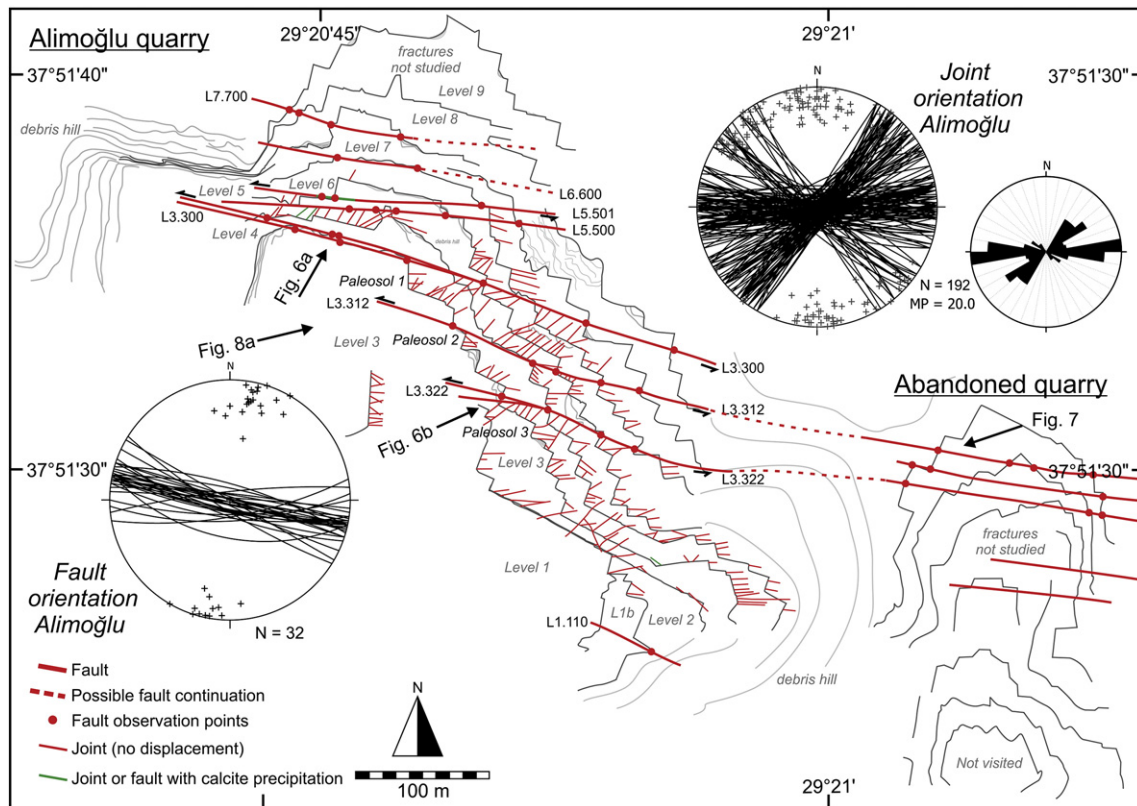 Alimoğlu quarry
29°20'45"
29°21'
37°51'40"
37°51'30"
fractures
not studied
Level 9
N
Joint
orientation
Alimoğlu
L7.700
Level 8
debris hill
Level 7
N
Level 6
L6.600
Level 5
L5.501
L3.300
L5.500
Level 4
debris hill
N = 192
MP = 20.0
Fig. 6a
Paleosol 1
L3.312
Fig. 8a
Paleosol 2
Level 3
L3.300
N
L3.322
Abandoned quarry
L3.312
Fig. 7
Fig. 6b
Paleosol 3
Level 3
37°51'30"
37°51'30"
L3.322
fractures
not studied
Level 1
Fault
orientation
Alimoğlu
N = 32
L1b
Level 2
L1.110
Fault
debris hill
Possible fault continuation
N
Fault observation points
Joint (no displacement)
Not visited
Joint or fault with calcite precipitation
100 m
29°21'